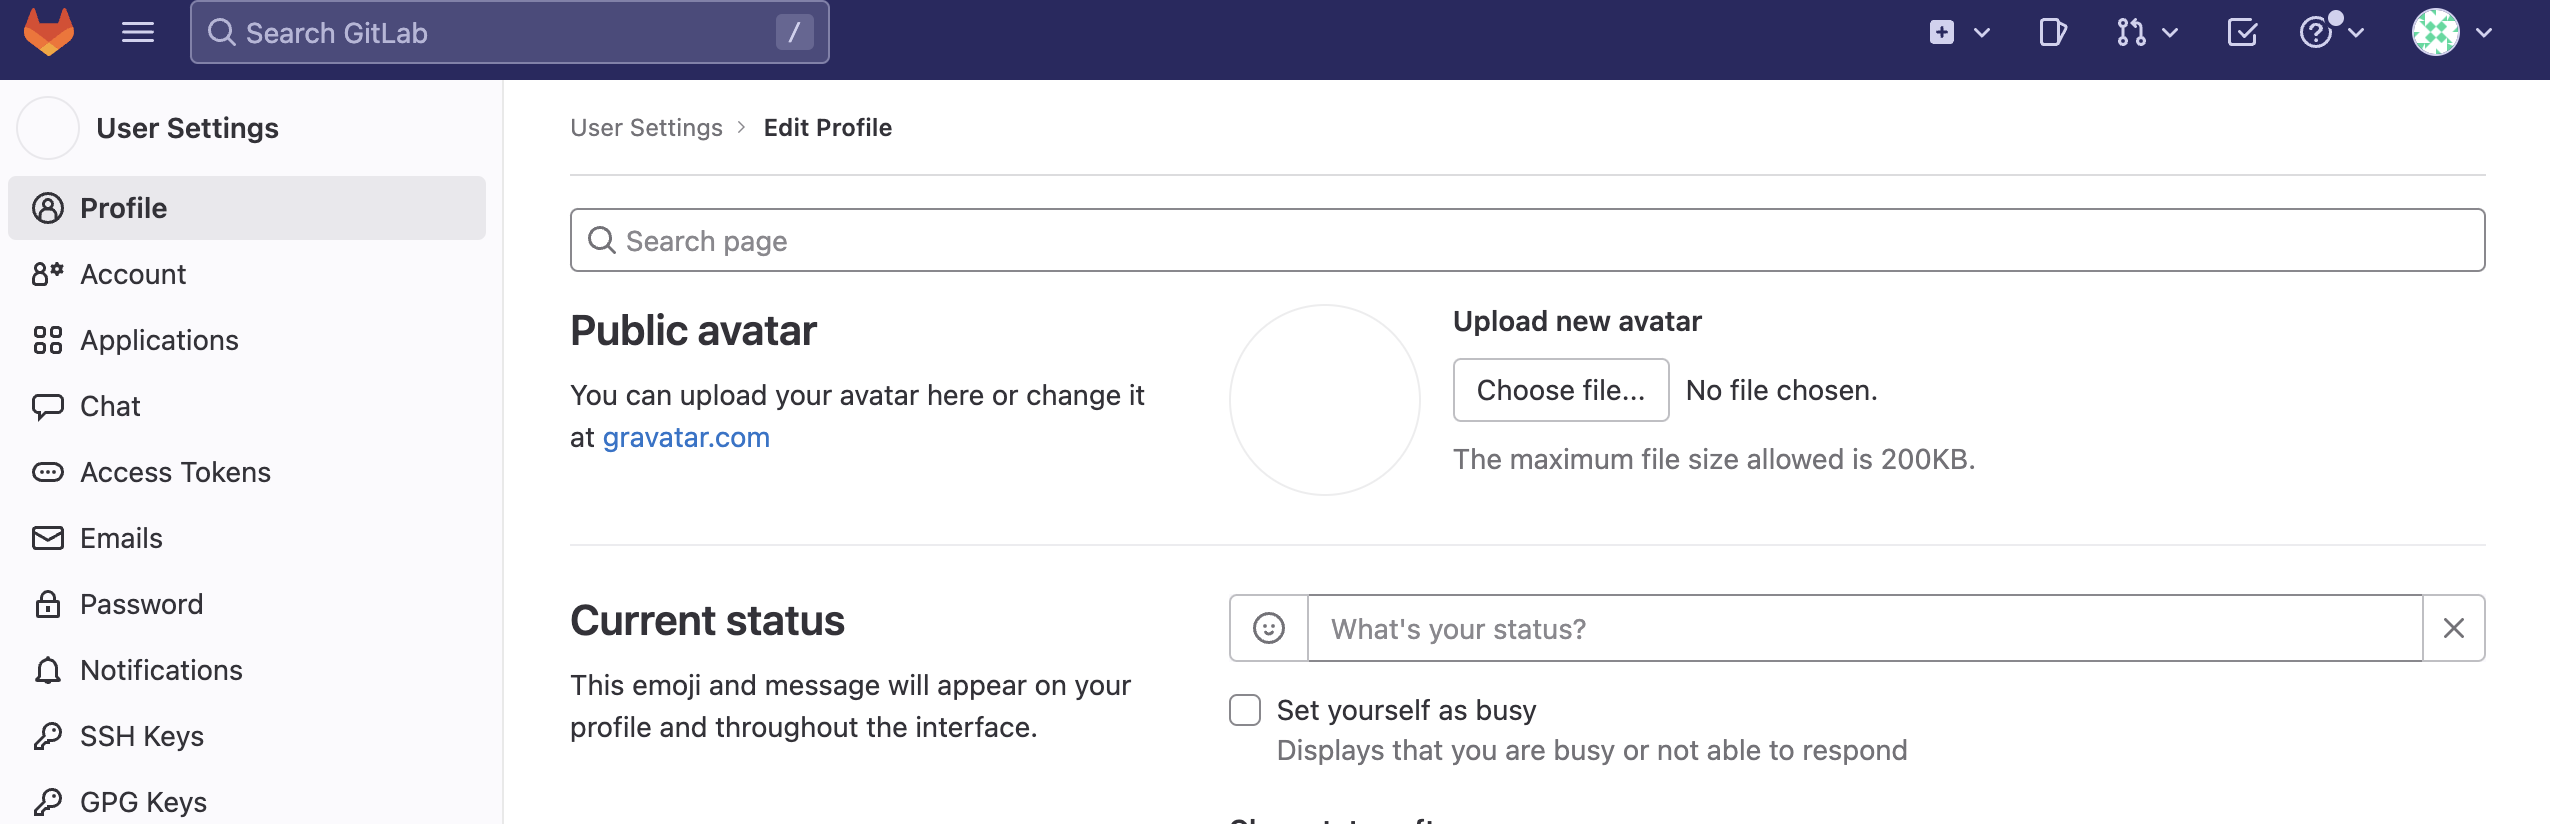 Search GitLab
/
User Settings
Profile
Account
Applications
Chat
Access Tokens
Emails
Password
Notifications
SSH Keys
GPG Keys
User Settings > Edit Profile
Search page
Public avatar
You can upload your avatar here or change it
at gravatar.com
Upload new avatar
Choose file... No file chosen.
The maximum file size allowed is 200KB.
Current status
This emoji and message will appear on your
profile and throughout the interface.
What's your status?
Set yourself as busy
Displays that you are busy or not able to respond